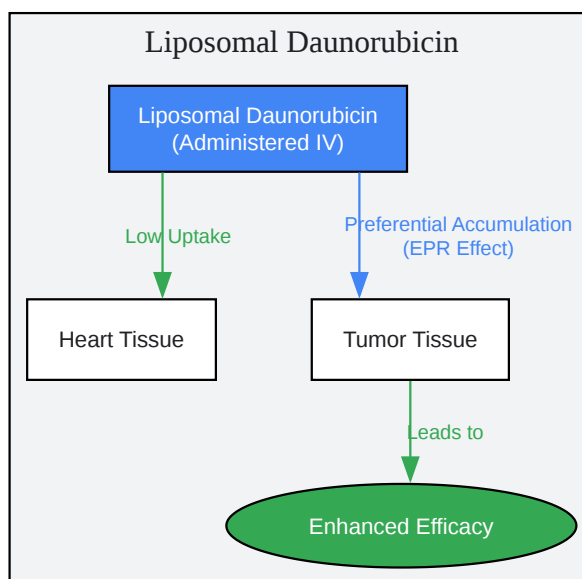 Liposomal Daunorubicin
Liposomal Daunorubicin
(Administered IV)
Low Uptake
Preferential Accumulation
(EPR Effect)
Heart Tissue
Tumor Tissue
Leads to
Enhanced Efficacy